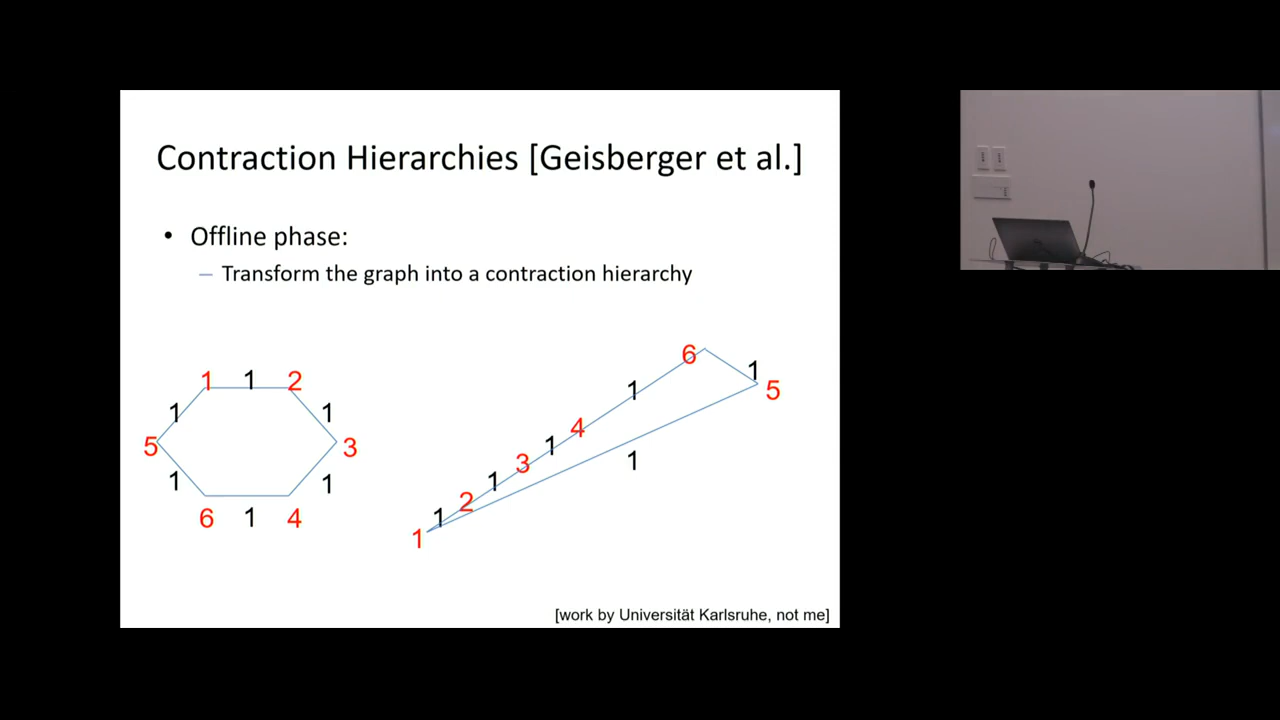 Contraction Hierarchies [Geisberger et al.]
• Offline phase:
– Transform the graph into a contraction hierarchy
1 1 2
1 1
5 3
1 1
6 1 4
6
1
5
1
4
1
3
1
1
2
1
1
[work by Universität Karlsruhe, not me]